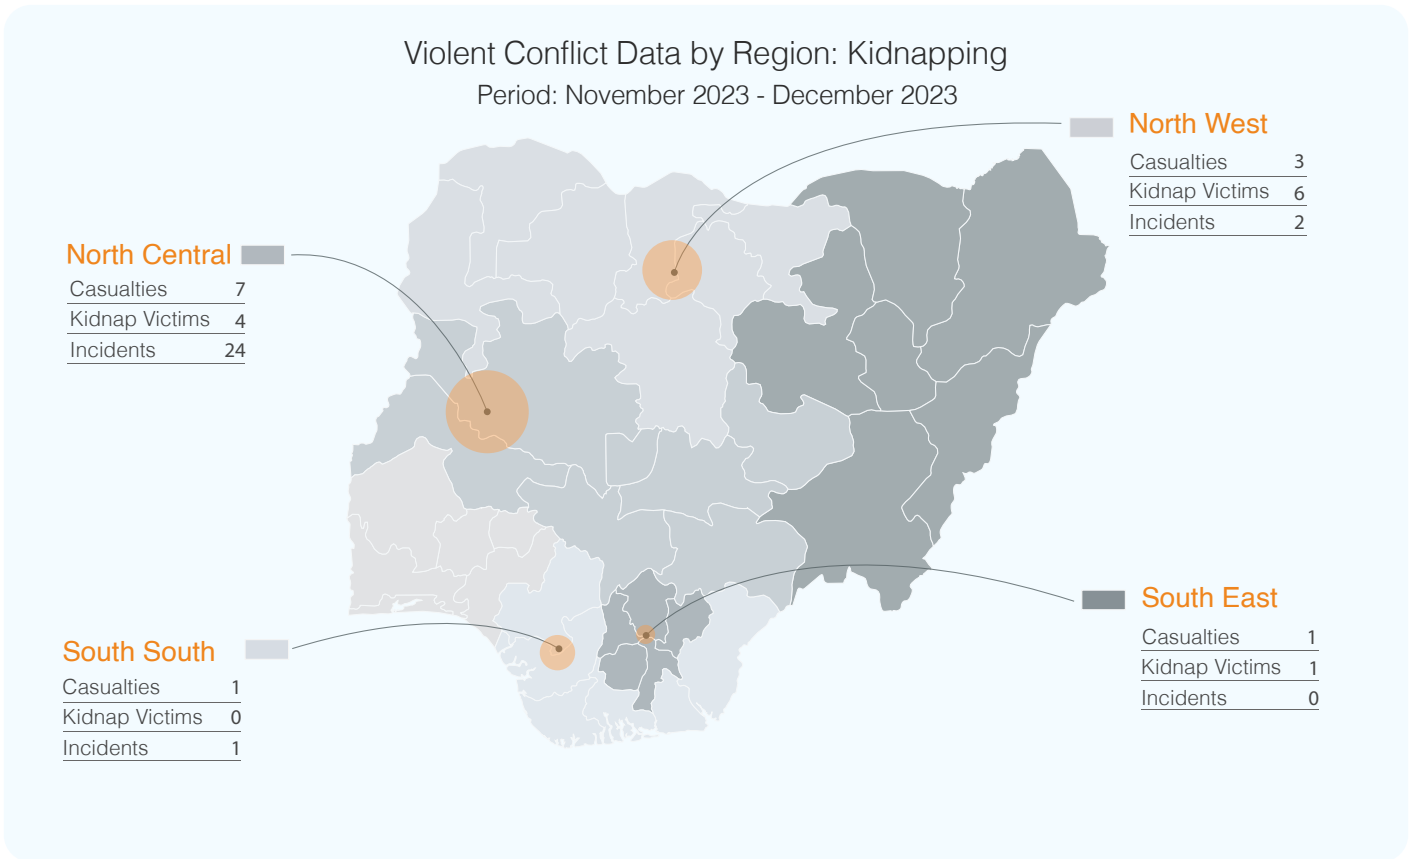 Violent Conflict Data by Region: Kidnapping
Period: November 2023 - December 2023
North West
Casualties 3
Kidnap Victims 6
Incidents 2
North Central
Casualties 7
Kidnap Victims 4
Incidents 24
South East
Casualties 1
Kidnap Victims 1
Incidents 0
South South
Casualties 1
Kidnap Victims 0
Incidents 1